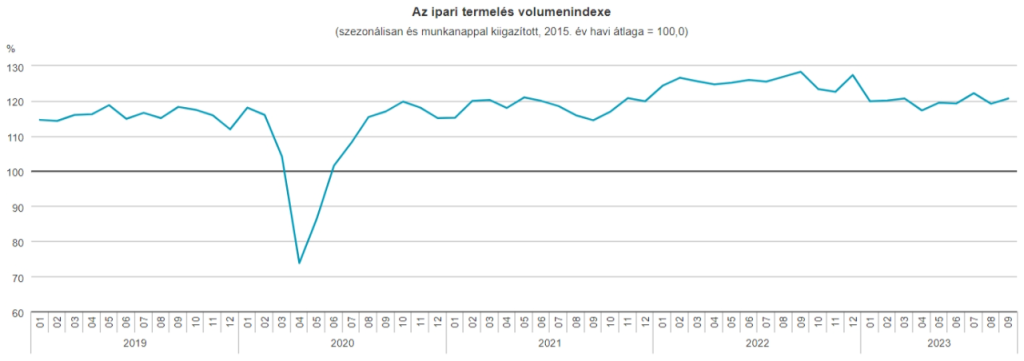 Az ipari termelés volumenindexe
(szezonálisan és munkanappal kiigazított, 2015. év havi átlaga = 100,0)
%
130
120
110
100
90
80
70
60
01 02 03 04 05 06 07 08 09 10 11 12 01 02 03 04 05 06 07 08 09 10 11 12 01 02 03 04 05 06 07 08 09 10 11 12 01 02 03 04 05 06 07 08 09 10 11 12 01 02 03 04 05 06 07 08 09
2019 2020 2021 2022 2023